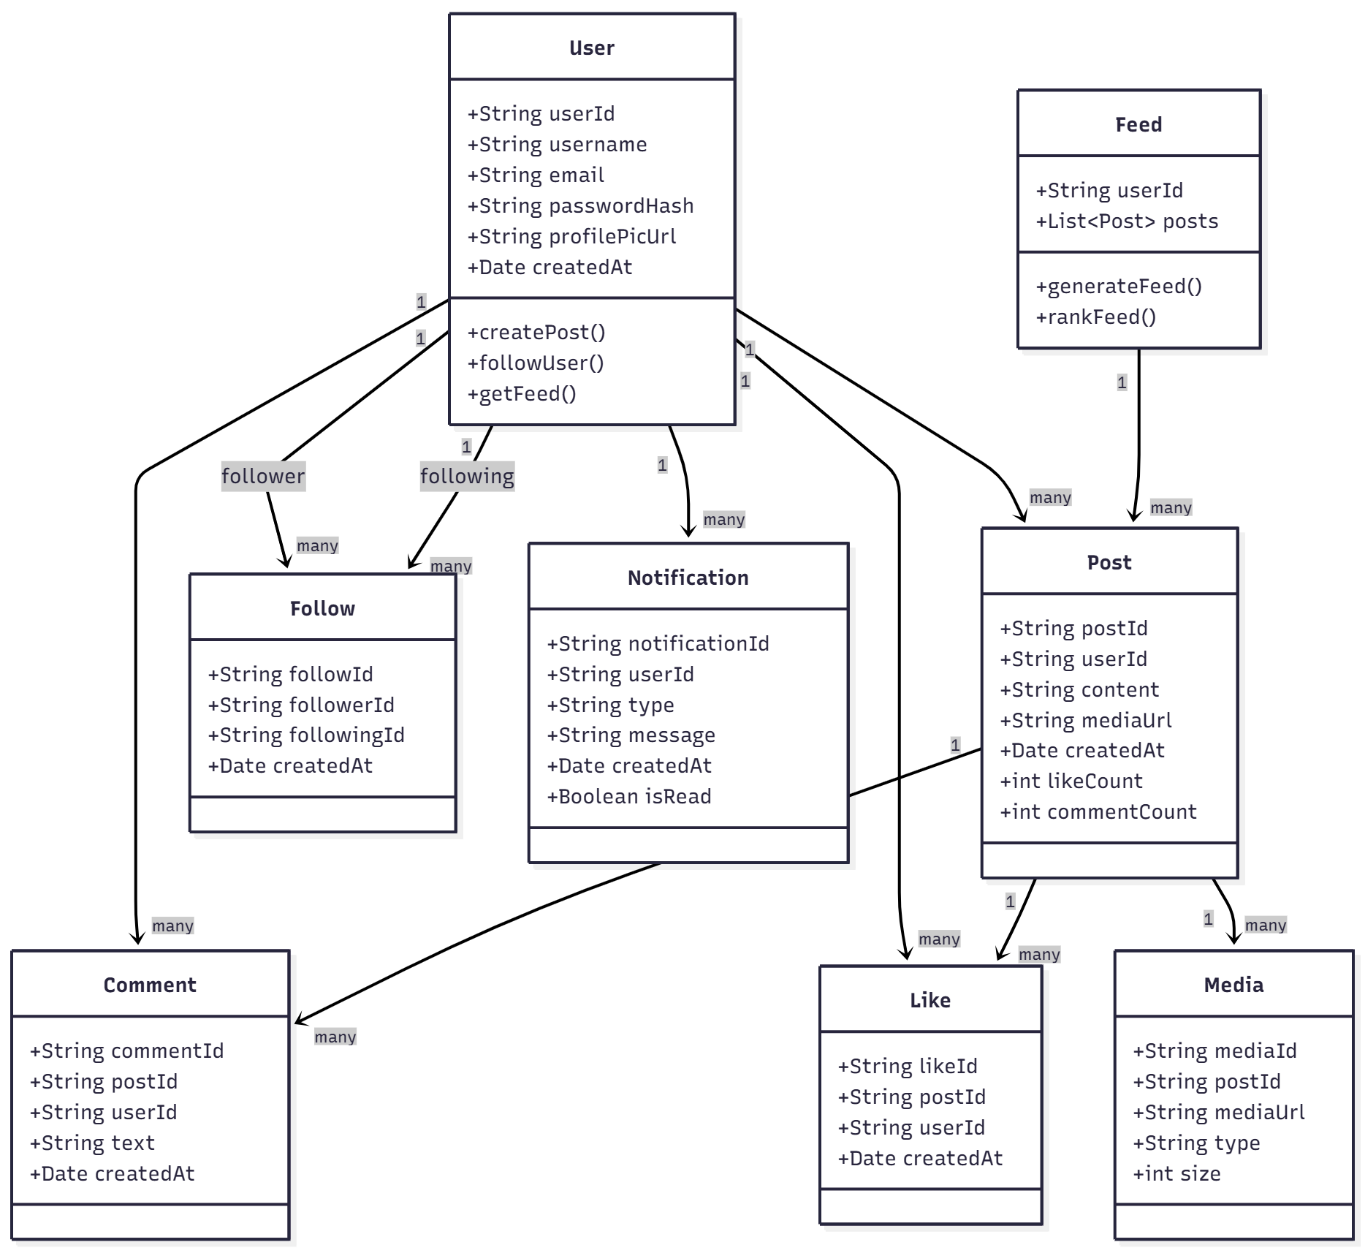 User
+String userId
+String username
+String email
+String passwordHash
+String profilePicUrl
+Date createdAt
+createPost()
+followUser()
+getFeed()
Feed
+String userId
+List<Post> posts
+generateFeed()
+rankFeed()
1
1
1
1
1
1
1
follower
following
many
many
many
many
many
Follow
+String followId
+String followerId
+String followingId
+Date createdAt
Notification
+String notificationId
+String userId
+String type
+String message
+Date createdAt
+Boolean isRead
Post
+String postId
+String userId
+String content
+String mediaUrl
+Date createdAt
+int likeCount
+int commentCount
1
1
1
many
many
many
many
many
Comment
+String commentId
+String postId
+String userId
+String text
+Date createdAt
Like
+String likeId
+String postId
+String userId
+Date createdAt
Media
+String mediaId
+String postId
+String mediaUrl
+String type
+int size